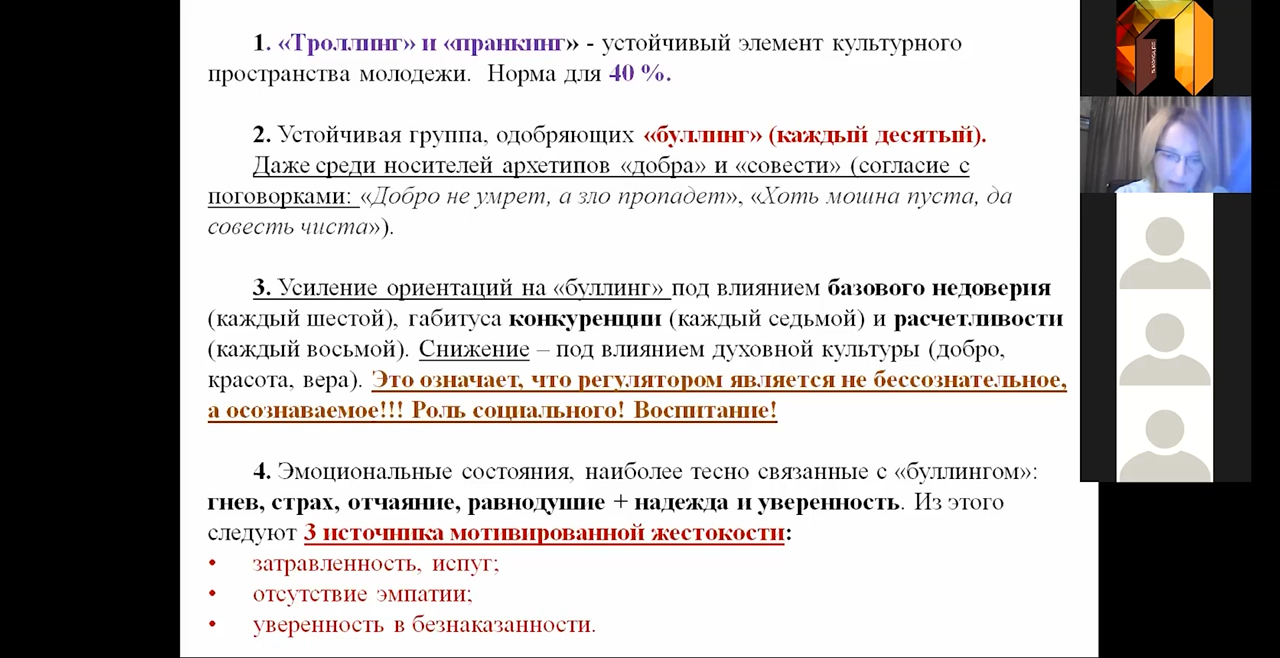 1. «Троллинг» и «пранкинг» - устойчивый элемент культурного
пространства молодежи. Норма для 40 %.
2. Устойчивая группа, одобряющих «буллинг» (каждый десятый).
Даже среди носителей архетипов «добра» и «совести» (согласие с
поговорками: «Добро не умрет, а зло пропадет», «Хоть мошна пуста, да
совесть чиста»).
3. Усиление ориентаций на «буллинг» под влиянием базового недоверия
(каждый шестой), габитуса конкуренции (каждый седьмой) и расчетливости
(каждый восьмой). Снижение – под влиянием духовной культуры (добро,
красота, вера). Это означает, что регулятором является не бессознательное,
а осознаваемое!!! Роль социального! Воспитание!
4. Эмоциональные состояния, наиболее тесно связанные с «буллингом»:
гнев, страх, отчаяние, равнодушие + надежда и уверенность. Из этого
следуют 3 источника мотивированной жестокости:
• затравленность, испуг;
• отсутствие эмпатии;
• уверенность в безнаказанности.